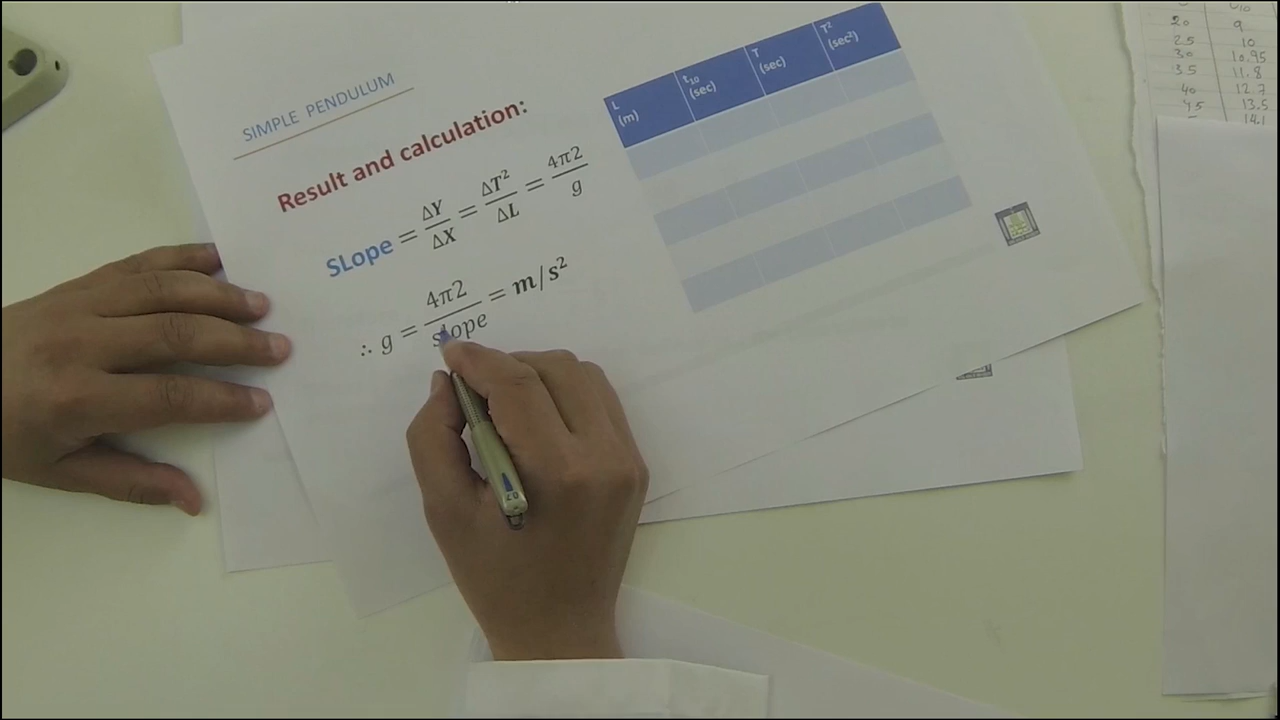 SIMPLE PENDULUM
Result and calculation:
SLope = ΔY/ΔX = ΔT²/ΔL = 4π2/g
∴ g = 4π2/slope = m/s²
L (m) t₁₀ (sec) T (sec) T² (sec²)
20 9
25 10
30 10.95
35 11.8
40 12.7
45 13.5
14.1
07